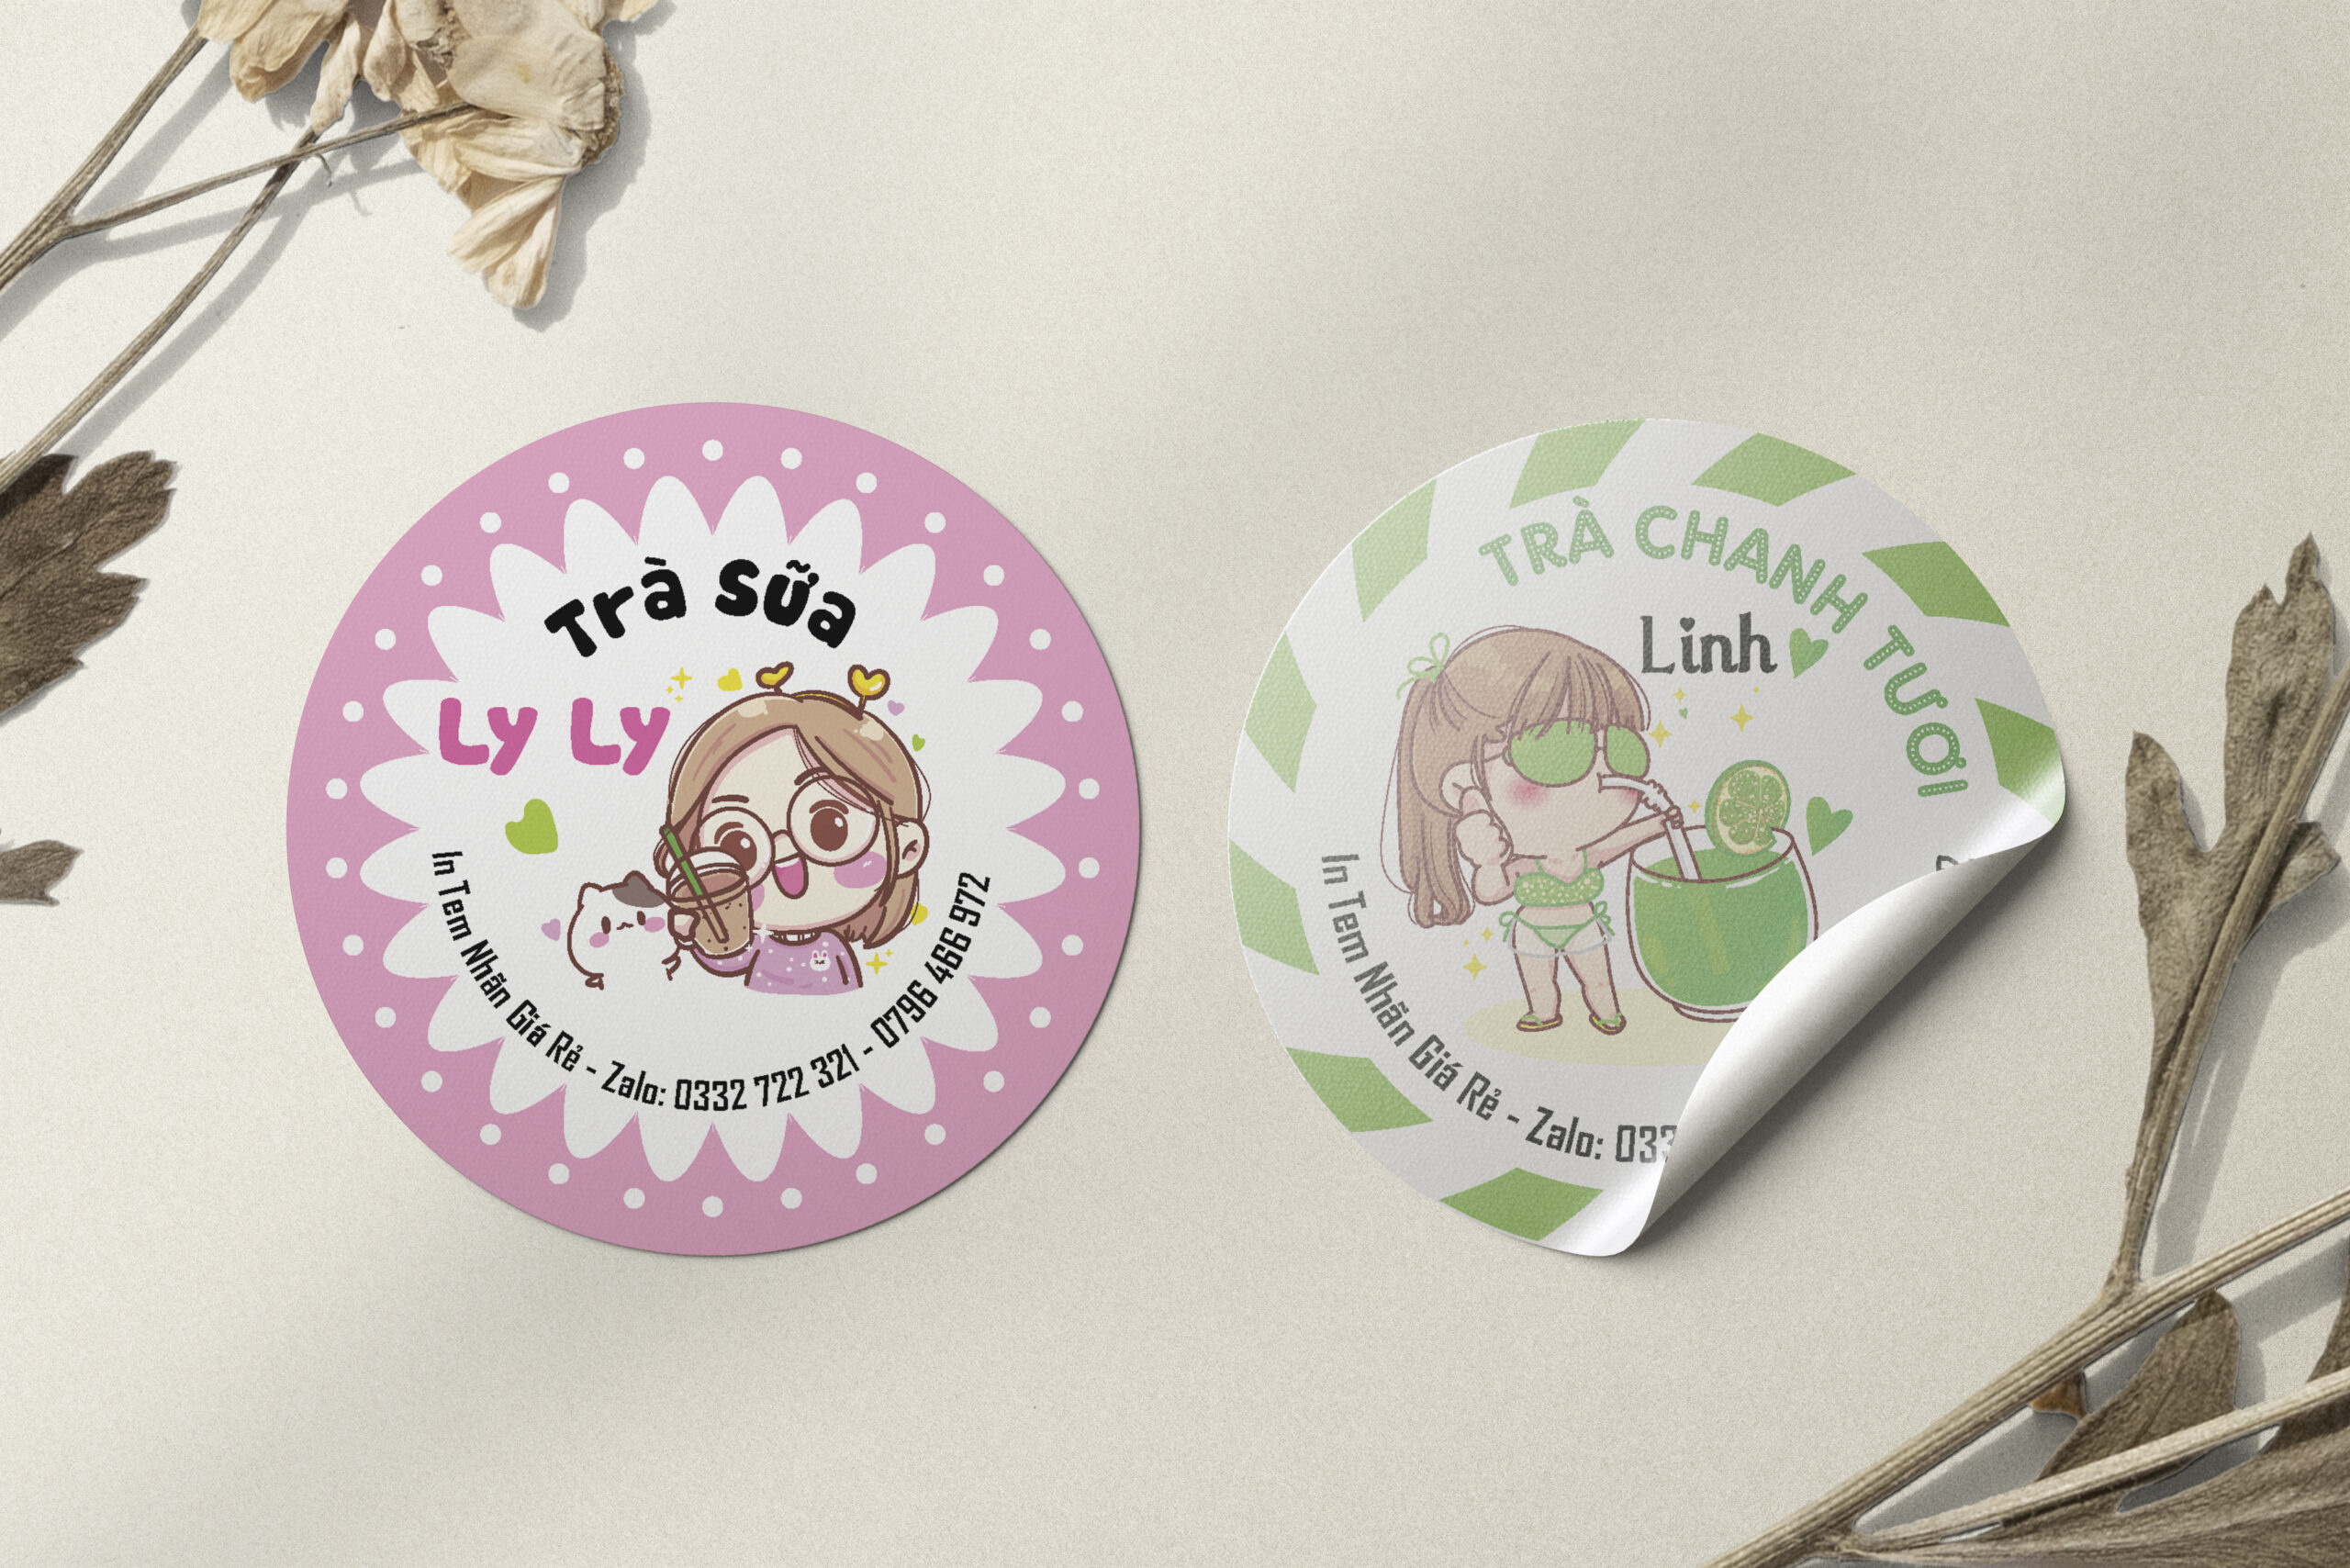 Trà Sữa
Ly Ly
In Tem Nhãn Giá Rẻ - Zalo: 0332 722 321 - 0796 466 972
TRÀ CHANH TƯƠI
Linh
In Tem Nhãn Giá Rẻ - Zalo: 033